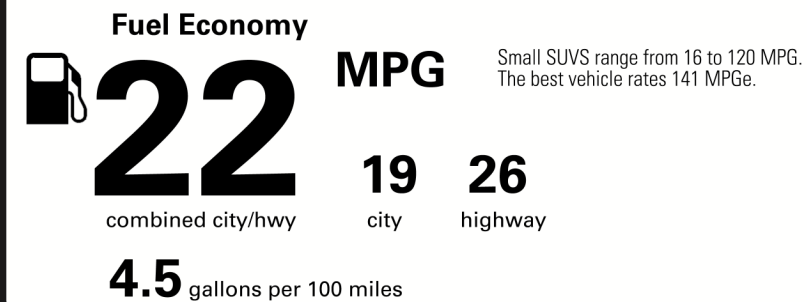 Fuel Economy
22
MPG
Small SUVS range from 16 to 120 MPG.
The best vehicle rates 141 MPGe.
19 26
combined city/hwy city highway
4.5 gallons per 100 miles